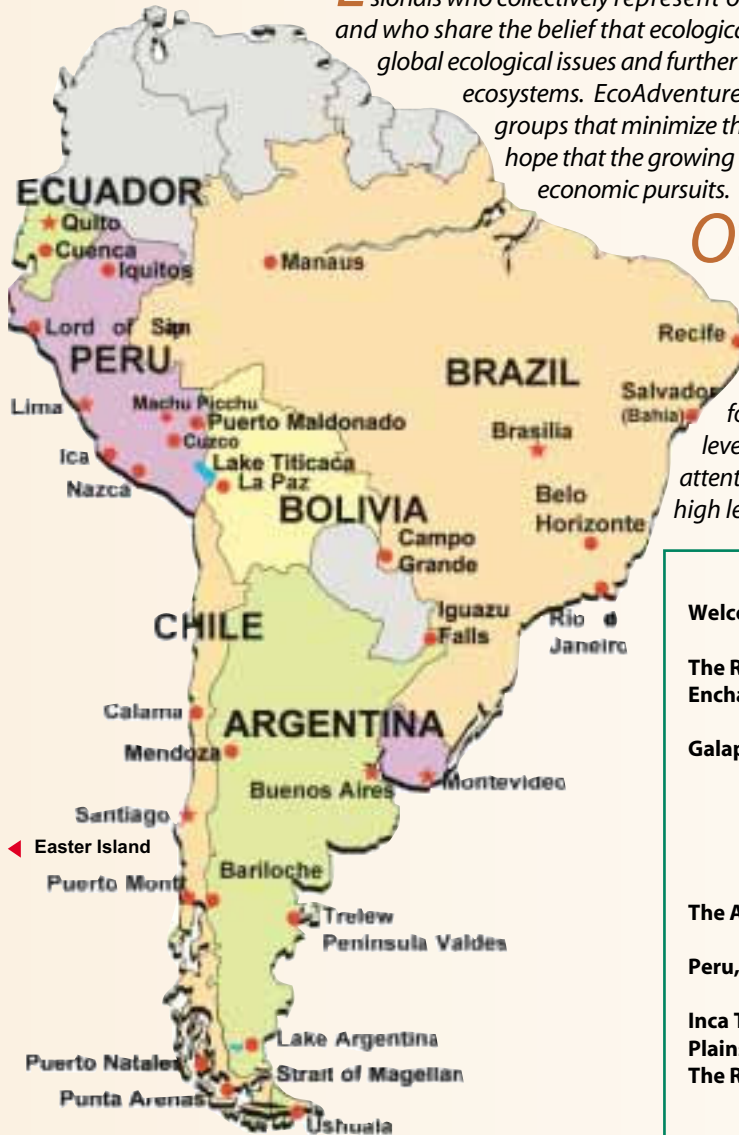 sionals who collectively represent o
and who share the belief that ecologica
global ecological issues and further
ecosystems. EcoAdventure
groups that minimize th
hope that the growing
economic pursuits.
O
fo
leve
attent
high le
ECUADOR
Quito
Cuenca
Iquitos
Manaus
Lord of Sipn
PERU
BRAZIL
Recife
Lima
Machu Picchu
Puerto Maldonado
Salvador
(Bahia)
Brasilia
Cuzco
Ica
Lake Titicaca
Nazca
La Paz
BOLIVIA
Belo
Horizonte
Campo
Grande
CHILE
Iguazu
Falls
Rio d
Janeiro
Calama
ARGENTINA
Mendoza
Buenos Aires
Montevideo
Santiago
Easter Island
Bariloche
Puerto Montt
Trelew
Peninsula Valdes
Lake Argentina
Puerto Natales
Strait of Magellan
Punta Arenas
Ushuaia
Welco
The R
Encha
Galap
The A
Peru,
Inca T
Plain
The R